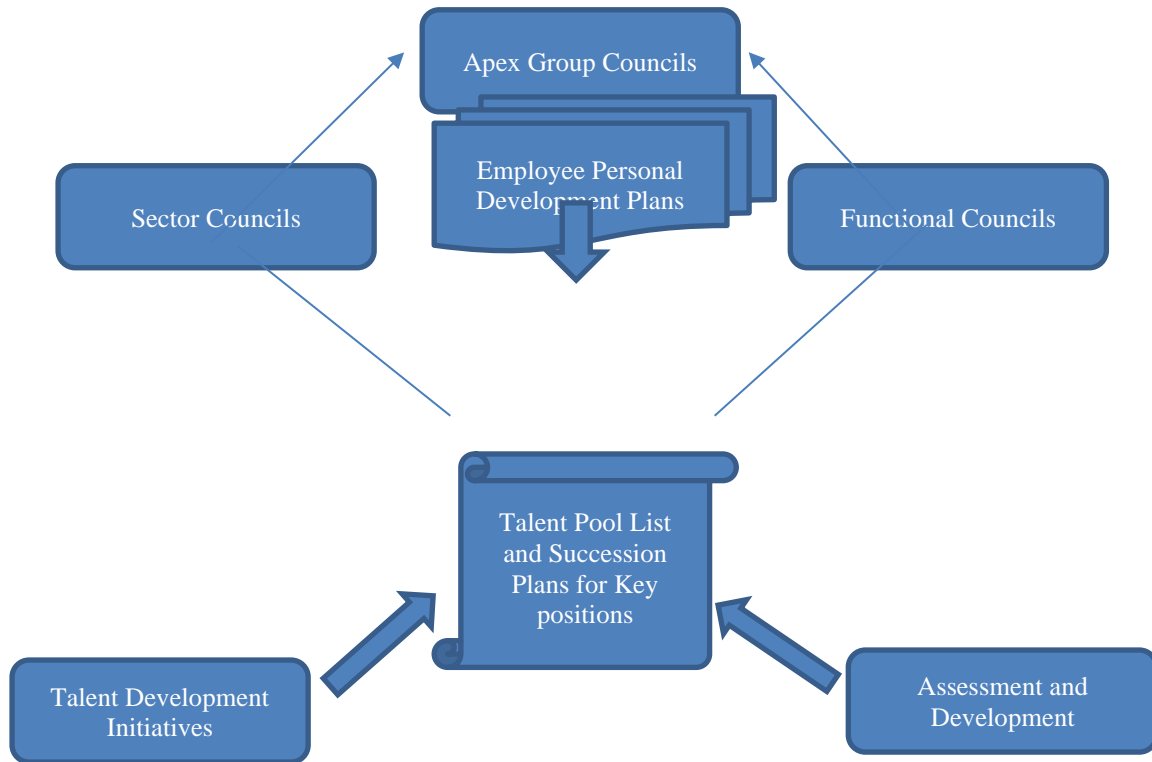 Apex Group Councils
Employee Personal
Development Plans
Sector Councils
Functional Councils
Talent Pool List
and Succession
Plans for Key
positions
Talent Development
Initiatives
Assessment and
Development